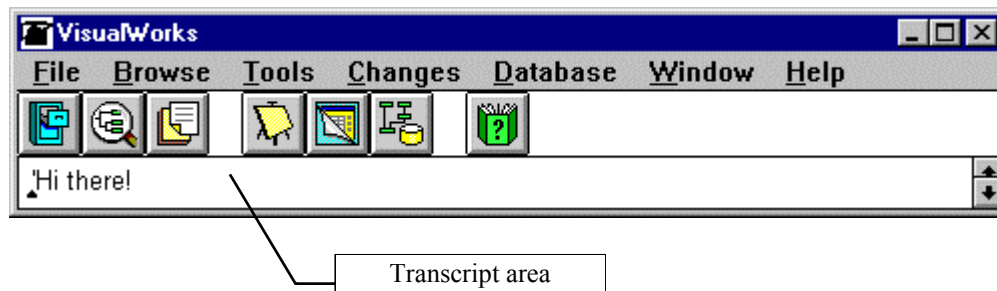 VisualWorks
File Browse Tools Changes Database Window Help
?
'Hi there!
Transcript area